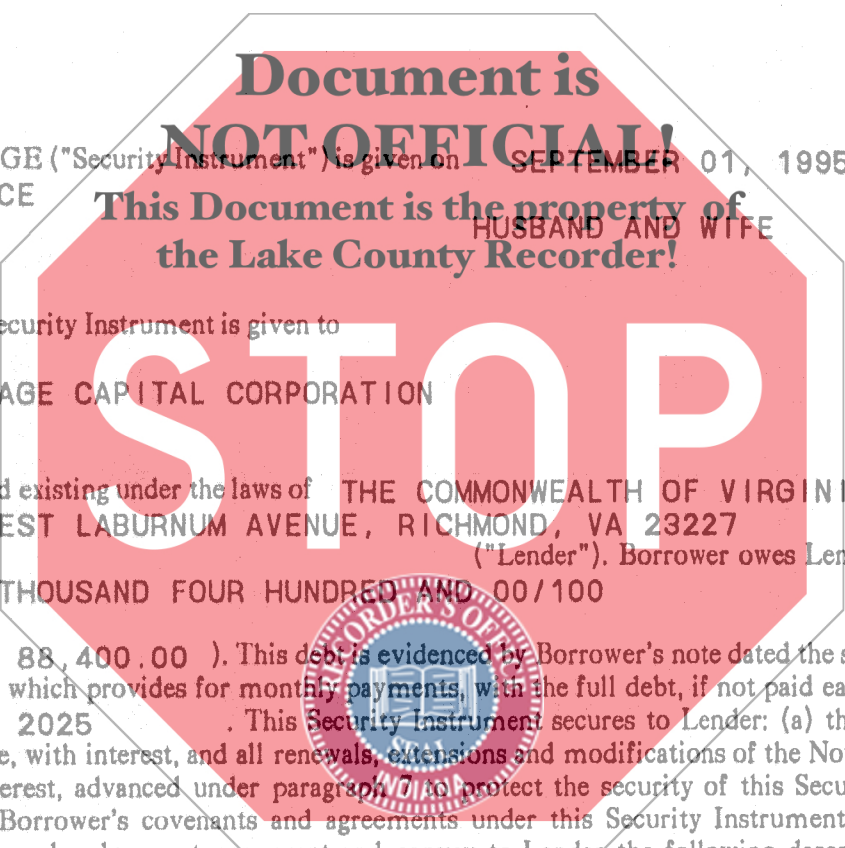 Document is
NOT OFFICIAL!
GE ("Security Instrument") is given on SEPTEMBER 01, 1995
CE
This Document is the property of
HUSBAND AND WIFE
the Lake County Recorder!
ecurity Instrument is given to
STOP
AGE CAPITAL CORPORATION
d existing under the laws of THE COMMONWEALTH OF VIRGINI
EST LABURNUM AVENUE, RICHMOND, VA 23227
("Lender"). Borrower owes Len
THOUSAND FOUR HUNDRED AND 00/100
RECORDER'S OFFICE
88,400.00 ). This debt is evidenced by Borrower's note dated the s
which provides for monthly payments, with the full debt, if not paid ea
2025 . This Security Instrument secures to Lender: (a) th
e, with interest, and all renewals, extensions and modifications of the No
erest, advanced under paragraph 7 to protect the security of this Secu
INDIANA
Borrower's covenants and agreements under this Security Instrument